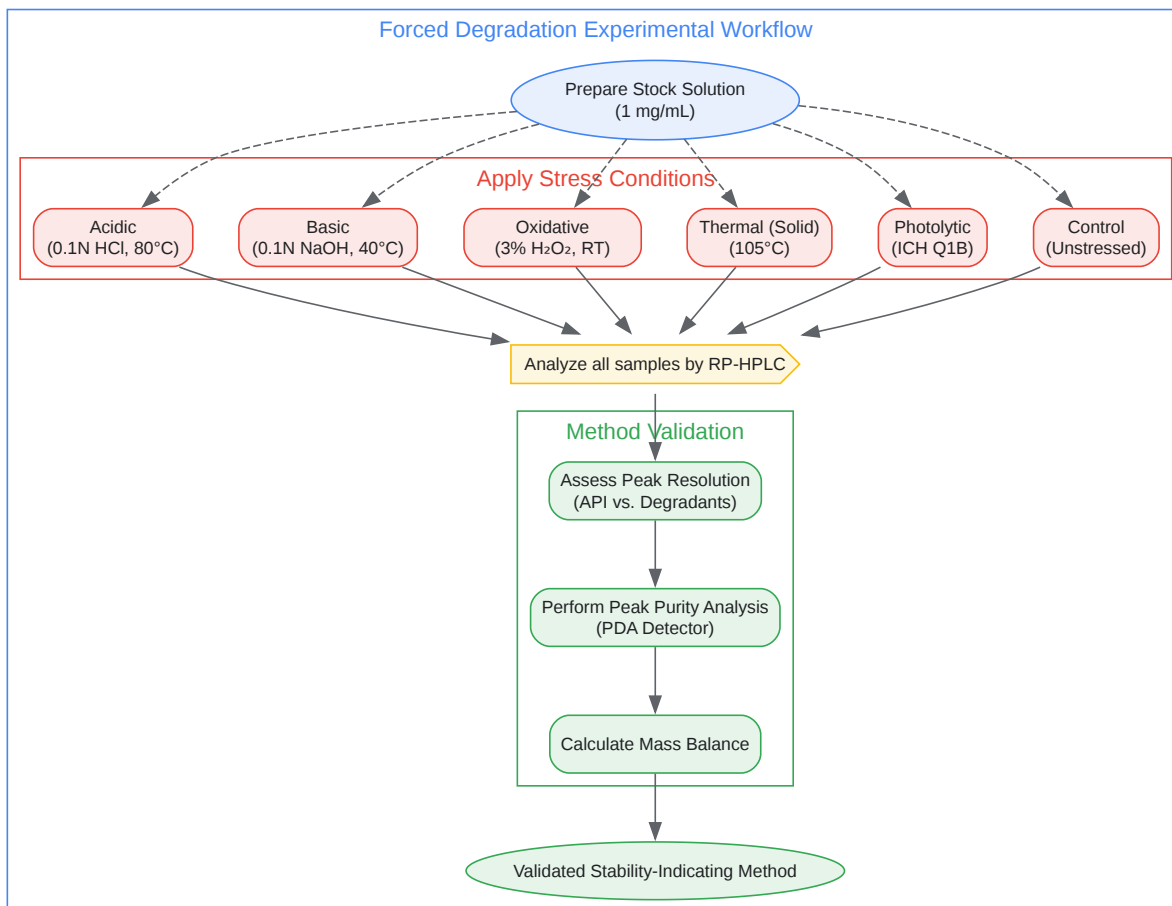 Forced Degradation Experimental Workflow
Prepare Stock Solution
(1 mg/mL)
Apply Stress Conditions
Acidic
(0.1N HCl, 80°C)
Basic
(0.1N NaOH, 40°C)
Oxidative
(3% H₂O₂, RT)
Thermal (Solid)
(105°C)
Photolytic
(ICH Q1B)
Control
(Unstressed)
Analyze all samples by RP-HPLC
Method Validation
Assess Peak Resolution
(API vs. Degradants)
Perform Peak Purity Analysis
(PDA Detector)
Calculate Mass Balance
Validated Stability-Indicating Method